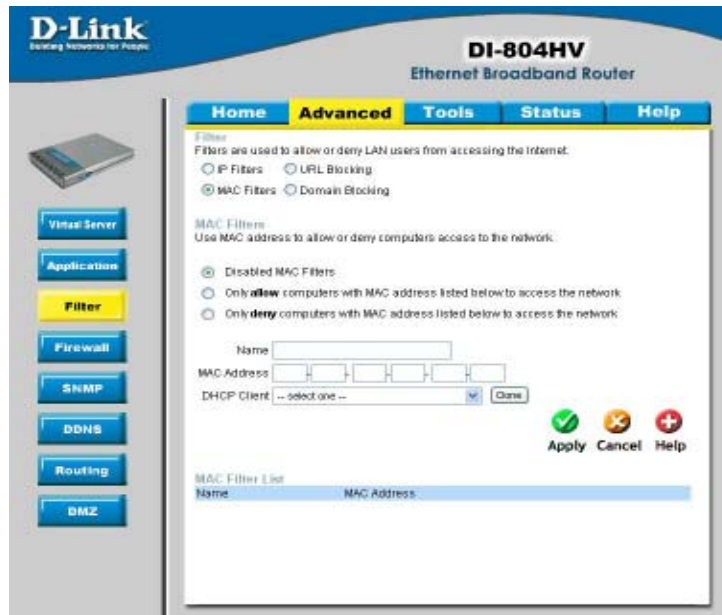 D-Link
Building Networks for People
DI-804HV
Ethernet Broadband Router
Home Advanced Tools Status Help
Virtual Server
Application
Filter
Firewall
SNMP
DDNS
Routing
DMZ
Filter
Filters are used to allow or deny LAN users from accessing the Internet.
IP Filters URL Blocking
MAC Filters Domain Blocking
MAC Filters
Use MAC address to allow or deny computers access to the network.
Disabled MAC Filters
Only allow computers with MAC address listed below to access the network
Only deny computers with MAC address listed below to access the network
Name
MAC Address - - - - -
DHCP Client -- select one -- Clone
Apply Cancel Help
MAC Filter List
Name MAC Address